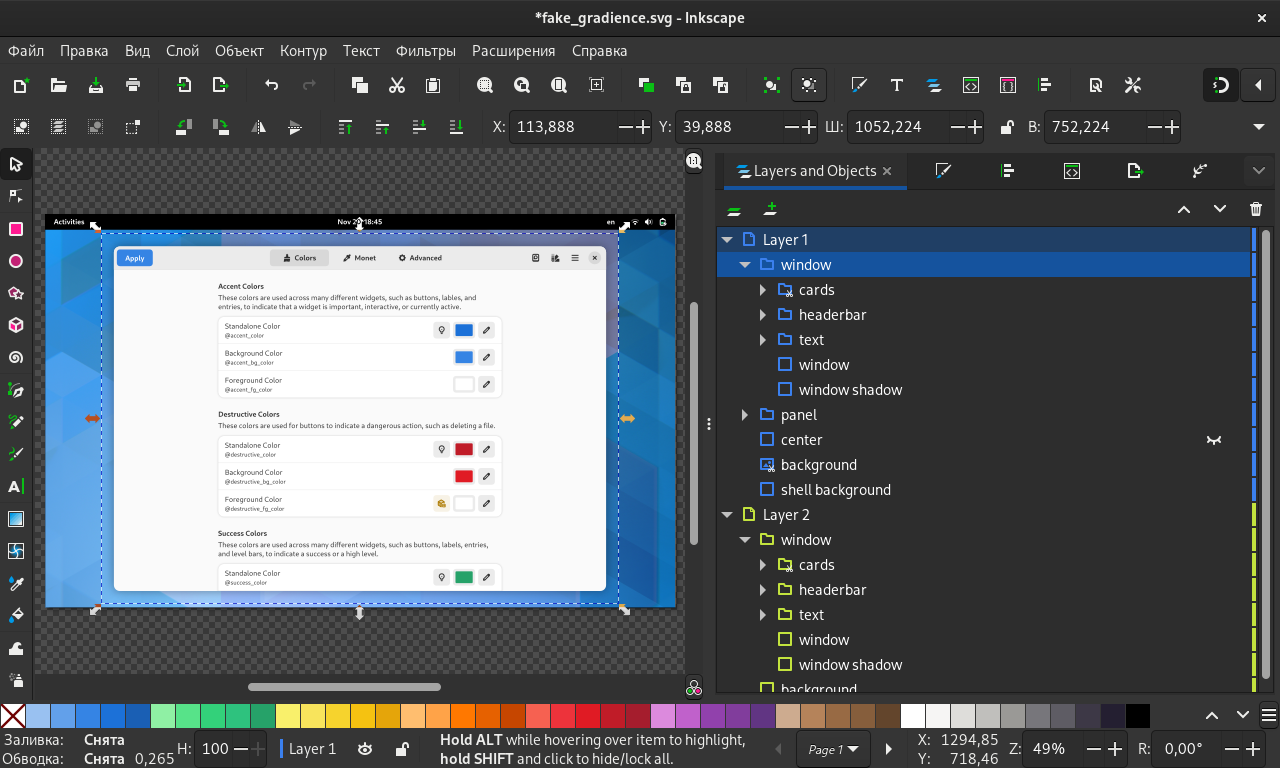 *fake_gradience.svg - Inkscape
Файл Правка Вид Слой Объект Контур Текст Фильтры Расширения Справка
X: 113,888 Y: 39,888 Ш: 1052,224 В: 752,224
1:1
Layers and Objects
Activities Nov 29 18:45 en
Apply Colors Monet Advanced
Accent Colors
These colors are used across many different widgets, such as buttons, lables, and
entries, to indicate that a widget is important, interactive, or currently active.
Standalone Color
@accent_color
Background Color
@accent_bg_color
Foreground Color
@accent_fg_color
Destructive Colors
These colors are used for buttons to indicate a dangerous action, such as deleting a file.
Standalone Color
@destructive_color
Background Color
@destructive_bg_color
Foreground Color
@destructive_fg_color
Success Colors
These colors are used across many different widgets, such as buttons, labels, entries,
and level bars, to indicate a success or a high level.
Standalone Color
@success_color
Layer 1
window
cards
headerbar
text
window
window shadow
panel
center
background
shell background
Layer 2
window
cards
headerbar
text
window
window shadow
background
Заливка: Снята
Обводка: Снята 0,265
Н: 100
Layer 1
Hold ALT while hovering over item to highlight,
hold SHIFT and click to hide/lock all.
Page 1
X: 1294,85
Y: 718,46
Z: 49%
R: 0,00°